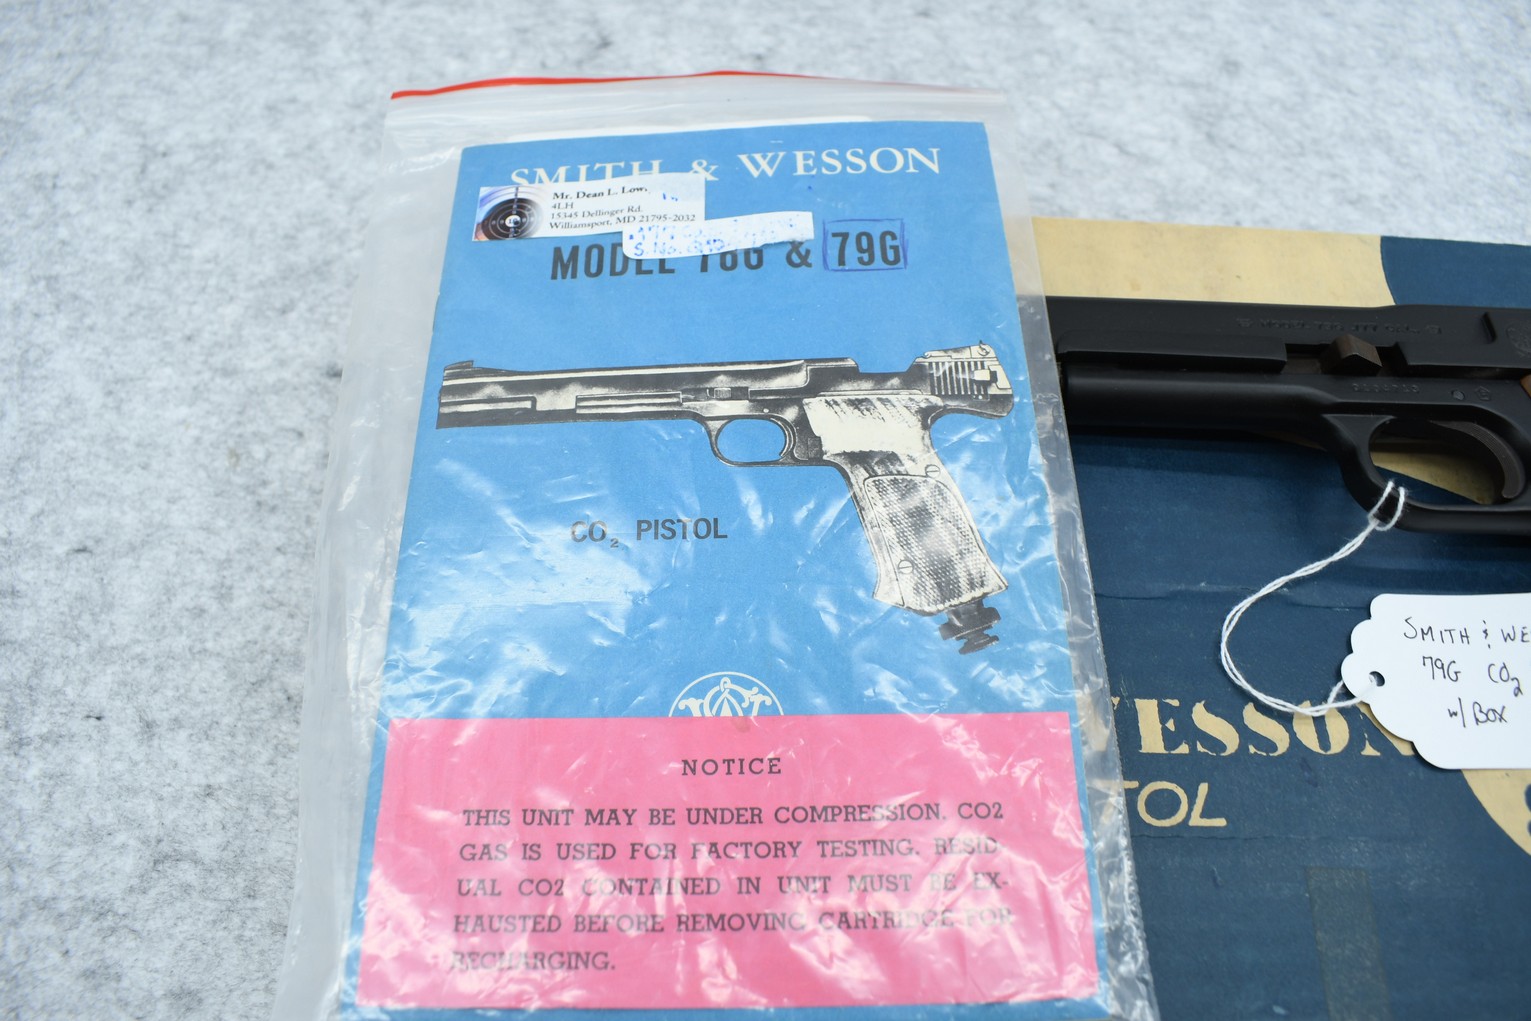 SMITH & WESSON
Mr. Dean L.
4LH
15345 Dellinger Rd.
Williamsport, MD 21795-2032
MODEL 78G & 79G
CO2 PISTOL
NOTICE
THIS UNIT MAY BE UNDER COMPRESSION. CO2
GAS IS USED FOR FACTORY TESTING. RESID-
UAL CO2 CONTAINED IN UNIT MUST BE EX-
HAUSTED BEFORE REMOVING CARTRIDGE FOR
RECHARGING.
SMITH & WE
79G CO2
w/ BOX
WESSON
TOL